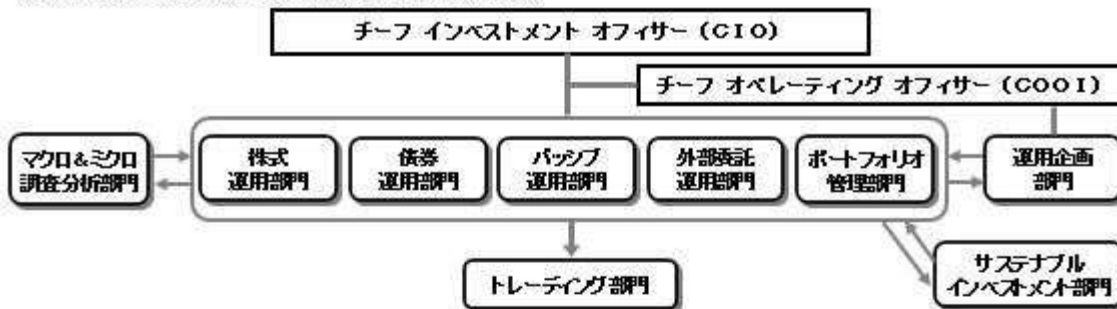 チーフ インベストメント オフィサー (CIO)
チーフ オペレーティング オフィサー (COOI)
マクロ&ミクロ
調査分析部門
株式
運用部門
債券
運用部門
パッシブ
運用部門
外部委託
運用部門
ポートフォリオ
管理部門
運用企画
部門
トレーディング部門
サステナブル
インベストメント部門